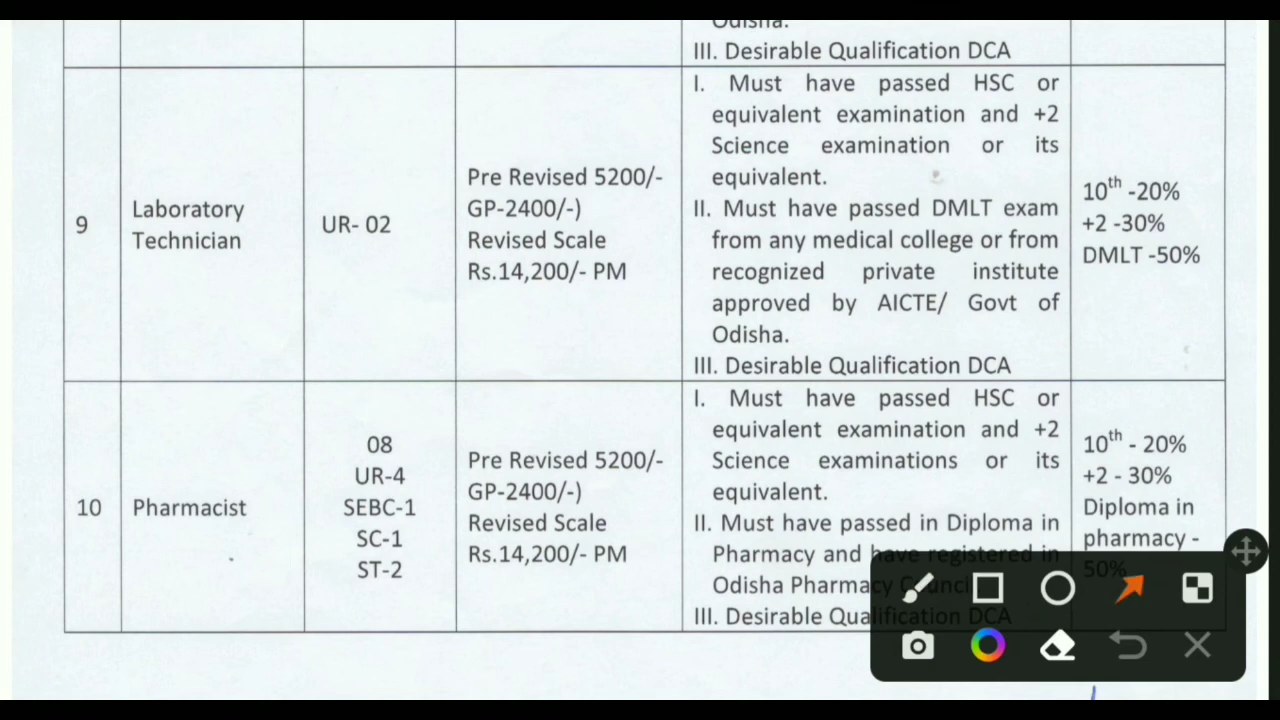 Odisha.
III. Desirable Qualification DCA
9
Laboratory
Technician
UR- 02
Pre Revised 5200/-
GP-2400/-)
Revised Scale
Rs.14,200/- PM
I. Must have passed HSC or
equivalent examination and +2
Science examination or its
equivalent.
II. Must have passed DMLT exam
from any medical college or from
recognized private institute
approved by AICTE/ Govt of
Odisha.
III. Desirable Qualification DCA
10th -20%
+2 -30%
DMLT -50%
10
Pharmacist
08
UR-4
SEBC-1
SC-1
ST-2
Pre Revised 5200/-
GP-2400/-)
Revised Scale
Rs.14,200/- PM
I. Must have passed HSC or
equivalent examination and +2
Science examinations or its
equivalent.
II. Must have passed in Diploma in
Pharmacy and have registered in
Odisha Pharmacy Council
III. Desirable Qualification DCA
10th - 20%
+2 - 30%
Diploma in
pharmacy -
50%